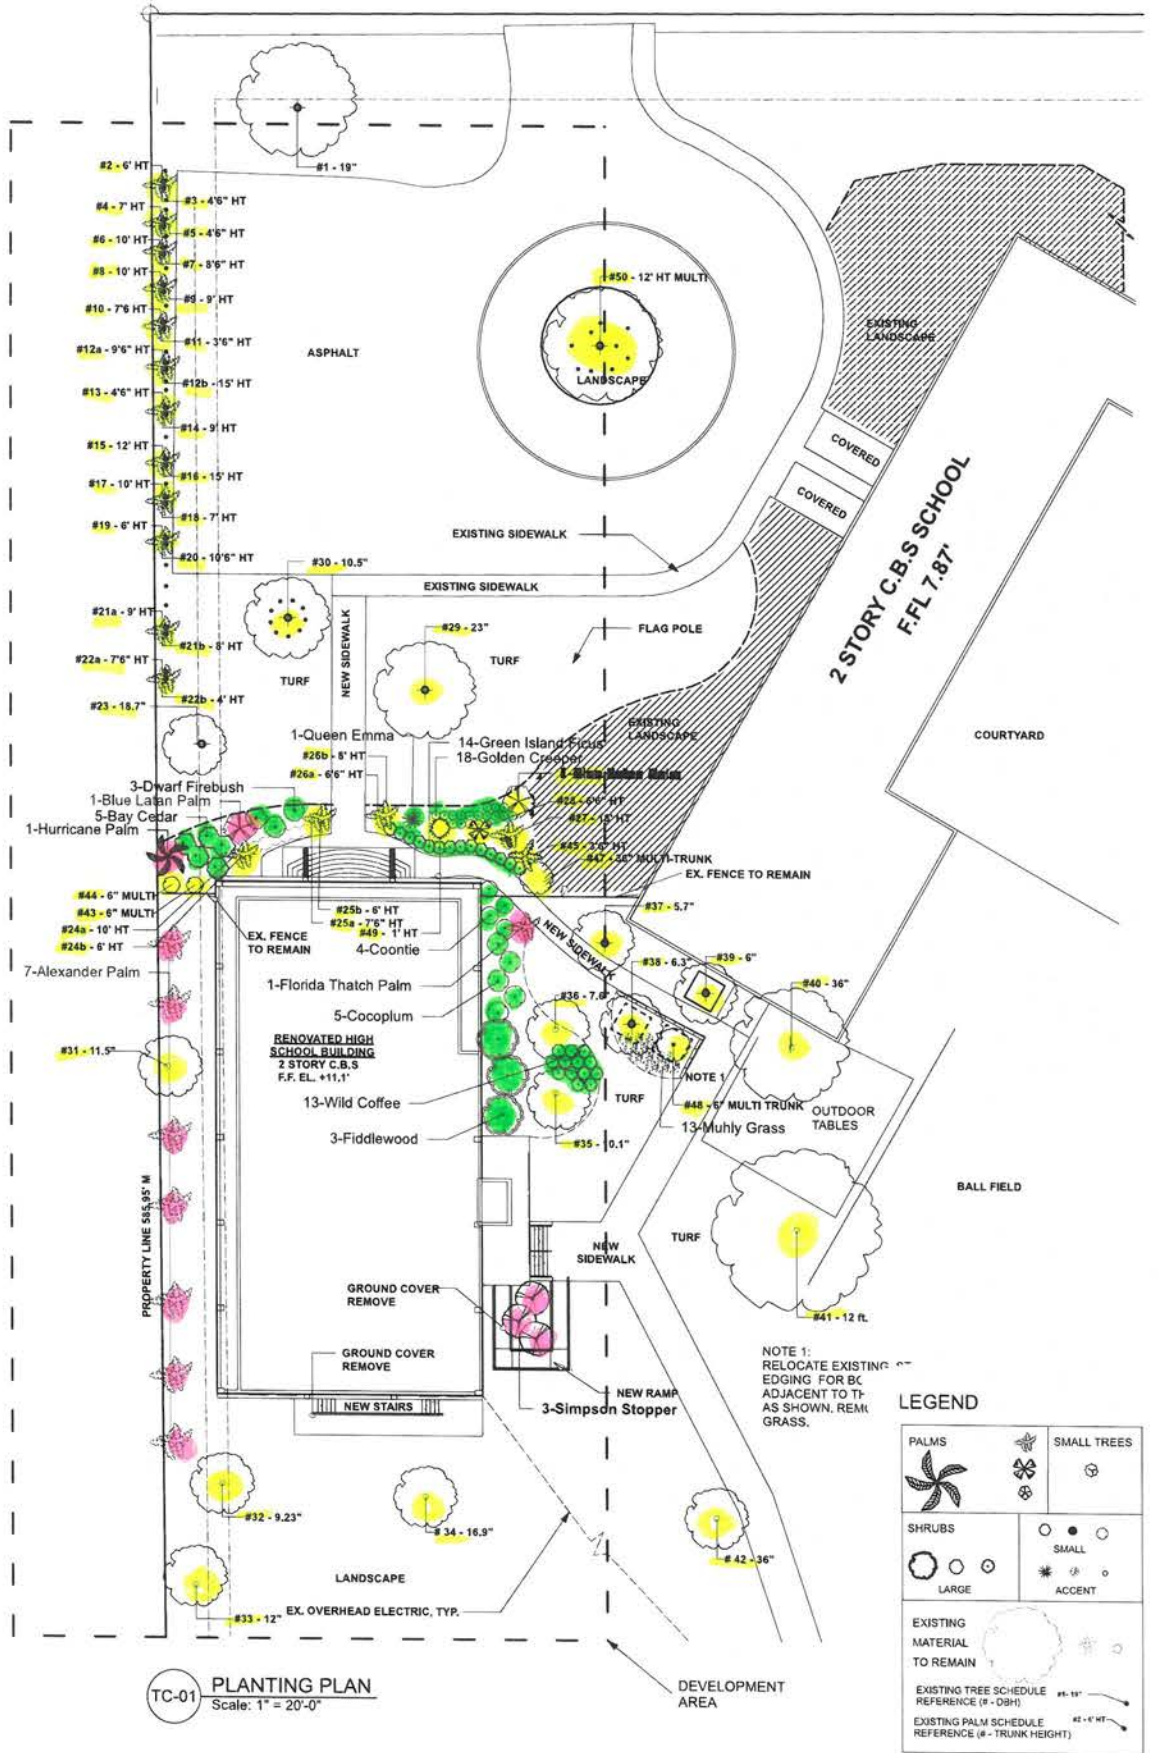 #1 - 19"
#2 - 6' HT
#3 - 4'6" HT
#4 - 7' HT
#5 - 4'6" HT
#6 - 10' HT
#7 - 8'6" HT
#8 - 10' HT
#9 - 9' HT
#10 - 7'6 HT
#11 - 3'6" HT
#12a - 9'6" HT
#12b - 15' HT
#13 - 4'6" HT
#14 - 9' HT
#15 - 12' HT
#16 - 15' HT
#17 - 10' HT
#18 - 7' HT
#19 - 6' HT
#20 - 10'6" HT
#21a - 9' HT
#21b - 8' HT
#22a - 7'6" HT
#22b - 4' HT
#23 - 18.7"
ASPHALT
#50 - 12' HT MULTI
LANDSCAPE
EXISTING
LANDSCAPE
COVERED
COVERED
2 STORY C.B.S SCHOOL
F.FL 7.87'
EXISTING SIDEWALK
EXISTING SIDEWALK
#30 - 10.5"
NEW SIDEWALK
#29 - 23"
FLAG POLE
TURF
TURF
EXISTING
LANDSCAPE
COURTYARD
1-Queen Emma
14-Green Island Ficus
18-Golden Creeper
#26b - 8' HT
#26a - 6'6" HT
3-Dwarf Firebush
1-Blue Latan Palm
5-Bay Cedar
1-Hurricane Palm
#28 - 6'6" HT
#27 - 15' HT
#45 - 3'6" HT
#47 - 36" MULTI-TRUNK
EX. FENCE TO REMAIN
#44 - 6" MULTI
#43 - 6" MULTI
#24a - 10' HT
#24b - 6' HT
EX. FENCE
TO REMAIN
#25b - 6' HT
#25a - 7'6" HT
#49 - 1' HT
4-Coontie
NEW SIDEWALK
#37 - 5.7"
#38 - 6.3"
#39 - 6"
#40 - 36"
7-Alexander Palm
1-Florida Thatch Palm
5-Cocoplum
#36 - 7.6"
#31 - 11.5"
RENOVATED HIGH
SCHOOL BUILDING
2 STORY C.B.S
F.F. EL. +11.1'
13-Wild Coffee
3-Fiddlewood
NOTE 1
TURF
#48 - 6" MULTI TRUNK
13-Muhly Grass
OUTDOOR
TABLES
#35 - 10.1"
BALL FIELD
PROPERTY LINE 585.95' M
TURF
NEW
SIDEWALK
GROUND COVER
REMOVE
#41 - 12 ft.
GROUND COVER
REMOVE
NEW RAMP
NEW STAIRS
3-Simpson Stopper
NOTE 1:
RELOCATE EXISTING
EDGING FOR
ADJACENT TO
AS SHOWN.
GRASS.
#32 - 9.23"
# 34 - 16.9"
# 42 - 36"
LANDSCAPE
#33 - 12"
EX. OVERHEAD ELECTRIC, TYP.
DEVELOPMENT
AREA
TC-01
PLANTING PLAN
Scale: 1" = 20'-0"
LEGEND
PALMS
SMALL TREES
SHRUBS
SMALL
LARGE
ACCENT
EXISTING
MATERIAL
TO REMAIN
EXISTING TREE SCHEDULE
REFERENCE (# - DBH)
#1- 19"
EXISTING PALM SCHEDULE
REFERENCE (# - TRUNK HEIGHT)
#2 - 6' HT